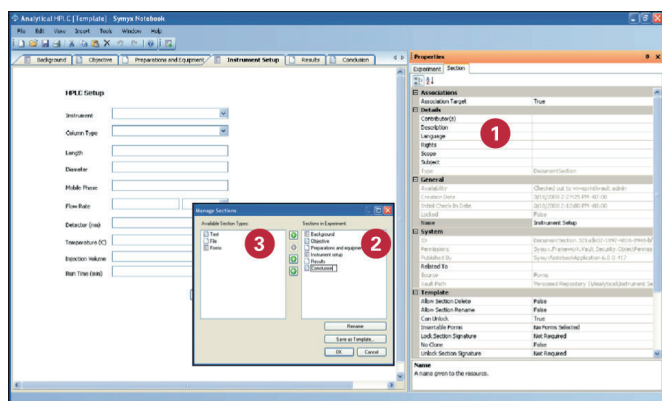 Analytical HPLC [Template] - Symyx Notebook
File Edit View Insert Tools Window Help
Background Objective Preparations and Equipment Instrument Setup Results Conclusion
HPLC Setup
Instrument
Column Type
Length
Diameter
Mobile Phase
Flow Rate
Detector (nm)
Temperature (C)
Injection Volume
Run Time (min)
Manage Sections
Available Section Types:
Text
File
Forms
3
Sections in Experiment:
Background
Objective
Preparations and equipment
Instrument setup
Results
Conclusion
2
Rename
Save as Template...
OK Cancel
Properties
Experiment Section
Associations
Association Target True
Details
Contributor(s)
Description
Language
Rights
Scope
Subject
Type DocumentSection
1
General
Availability Checked out to
Creation Date
Initial Check In Date
Locked False
Name Instrument Setup
System
ID
Permissions
Published By
Related To
Source Forms
Vault Path
Template
Allow Section Delete False
Allow Section Rename False
Can Unlock True
Insertable Forms No Forms Selected
Lock Section Signature Not Required
No Clone False
Unlock Section Signature Not Required
Name
A name given to the resource.